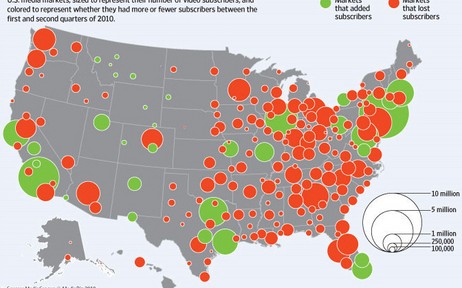 U.S. media markets, sized to represent their number of video subscribers, and
colored to represent whether they had more or fewer subscribers between the
first and second quarters of 2010.
Markets
that added
subscribers
Markets
that lost
subscribers
10 million
5 million
1 million
250,000
100,000